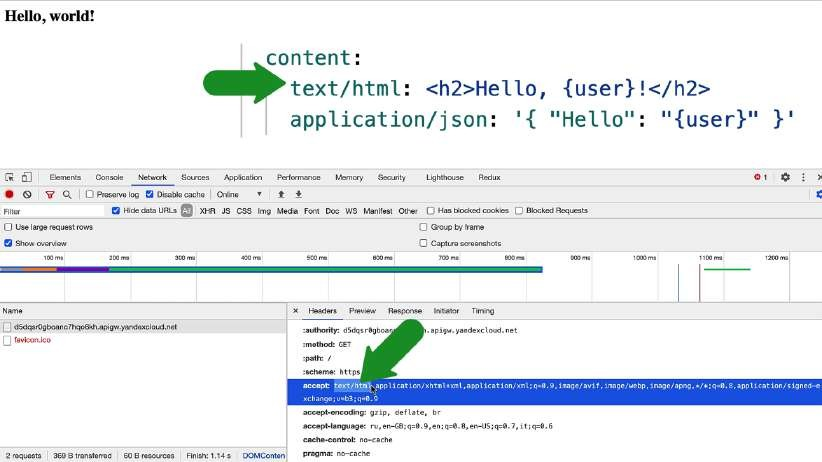 Hello, world!
content:
text/html: <h2>Hello, {user}!</h2>
application/json: '{ "Hello": "{user}" }'
Elements Console Network Sources Application Performance Memory Security Lighthouse Redux 1
Preserve log Disable cache Online
Filter Hide data URLs All XHR JS CSS Img Media Font Doc WS Manifest Other Has blocked cookies Blocked Requests
Use large request rows Group by frame
Show overview Capture screenshots
100 ms 200 ms 300 ms 400 ms 500 ms 600 ms 700 ms 800 ms 900 ms 1000 ms 1100 ms 1200 ms
Name
d5dqsr0gboano7hqo6kh.apigw.yandexcloud.net
favicon.ico
2 requests 369 B transferred 60 B resources Finish: 1.14 s DOMConten
Headers Preview Response Initiator Timing
:authority: d5dqsr0gboano h.apigw.yandexcloud.net
:method: GET
:path: /
:scheme: https
accept: text/html,application/xhtml+xml,application/xml;q=0.9,image/avif,image/webp,image/apng,*/*;q=0.8,application/signed-e
xchange;v=b3;q=0.9
accept-encoding: gzip, deflate, br
accept-language: ru,en-GB;q=0.9,en;q=0.8,en-US;q=0.7,it;q=0.6
cache-control: no-cache
pragma: no-cache